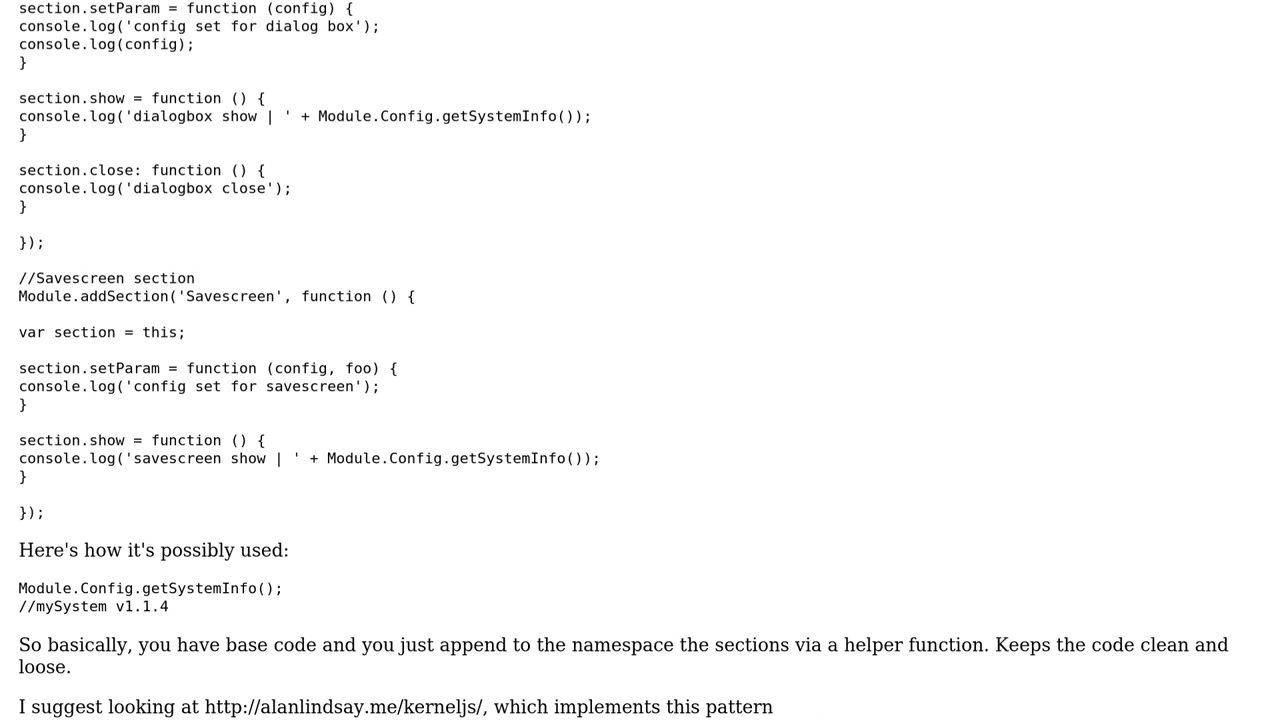 section.setParam = function (config) {
console.log('config set for dialog box');
console.log(config);
}
section.show = function () {
console.log('dialogbox show | ' + Module.Config.getSystemInfo());
}
section.close: function () {
console.log('dialogbox close');
}
});
//Savescreen section
Module.addSection('Savescreen', function () {
var section = this;
section.setParam = function (config, foo) {
console.log('config set for savescreen');
}
section.show = function () {
console.log('savescreen show | ' + Module.Config.getSystemInfo());
}
});
Here's how it's possibly used:
Module.Config.getSystemInfo();
//mySystem v1.1.4
So basically, you have base code and you just append to the namespace the sections via a helper function. Keeps the code clean and
loose.
I suggest looking at http://alanlindsay.me/kerneljs/, which implements this pattern